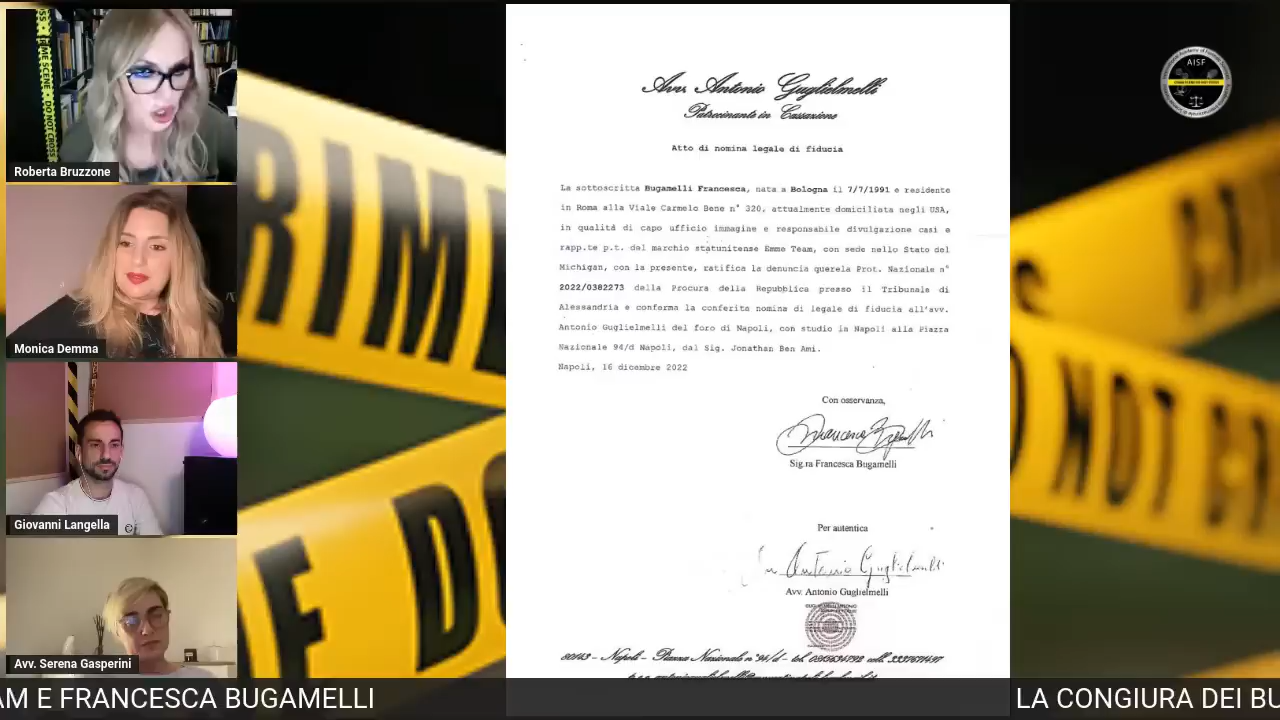 Roberta Bruzzone
Monica Demma
Giovanni Langella
Avv. Serena Gasperini
Avv. Antonio Guglielmelli
Patrocinante in Cassazione
Atto di nomina legale di fiducia
La sottoscritta Bugamelli Francesca, nata a Bologna il 7/7/1991 e residente
in Roma alla Viale Carmelo Bene n° 320, attualmente domiciliata negli USA,
in qualità di capo ufficio immagine e responsabile divulgazione casi e
rapp.te p.t. del marchio statunitense Emme Team, con sede nello Stato del
Michigan, con la presente, ratifica la denuncia querela Prot. Nazionale n°
2022/0382273 della Procura della Repubblica presso il Tribunale di
Alessandria e conferma la conferita nomina di legale di fiducia all'avv.
Antonio Guglielmelli del foro di Napoli, con studio in Napoli alla Piazza
Nazionale 94/d Napoli, dal Sig. Jonathan Ben Ami.
Napoli, 16 dicembre 2022
Con osservanza,
Sig.ra Francesca Bugamelli
Per autentica
Avv. Antonio Guglielmelli
80143 - Napoli - Piazza Nazionale n°94/d - tel.
AISF
AM E FRANCESCA BUGAMELLI
LA CONGIURA DEI BU